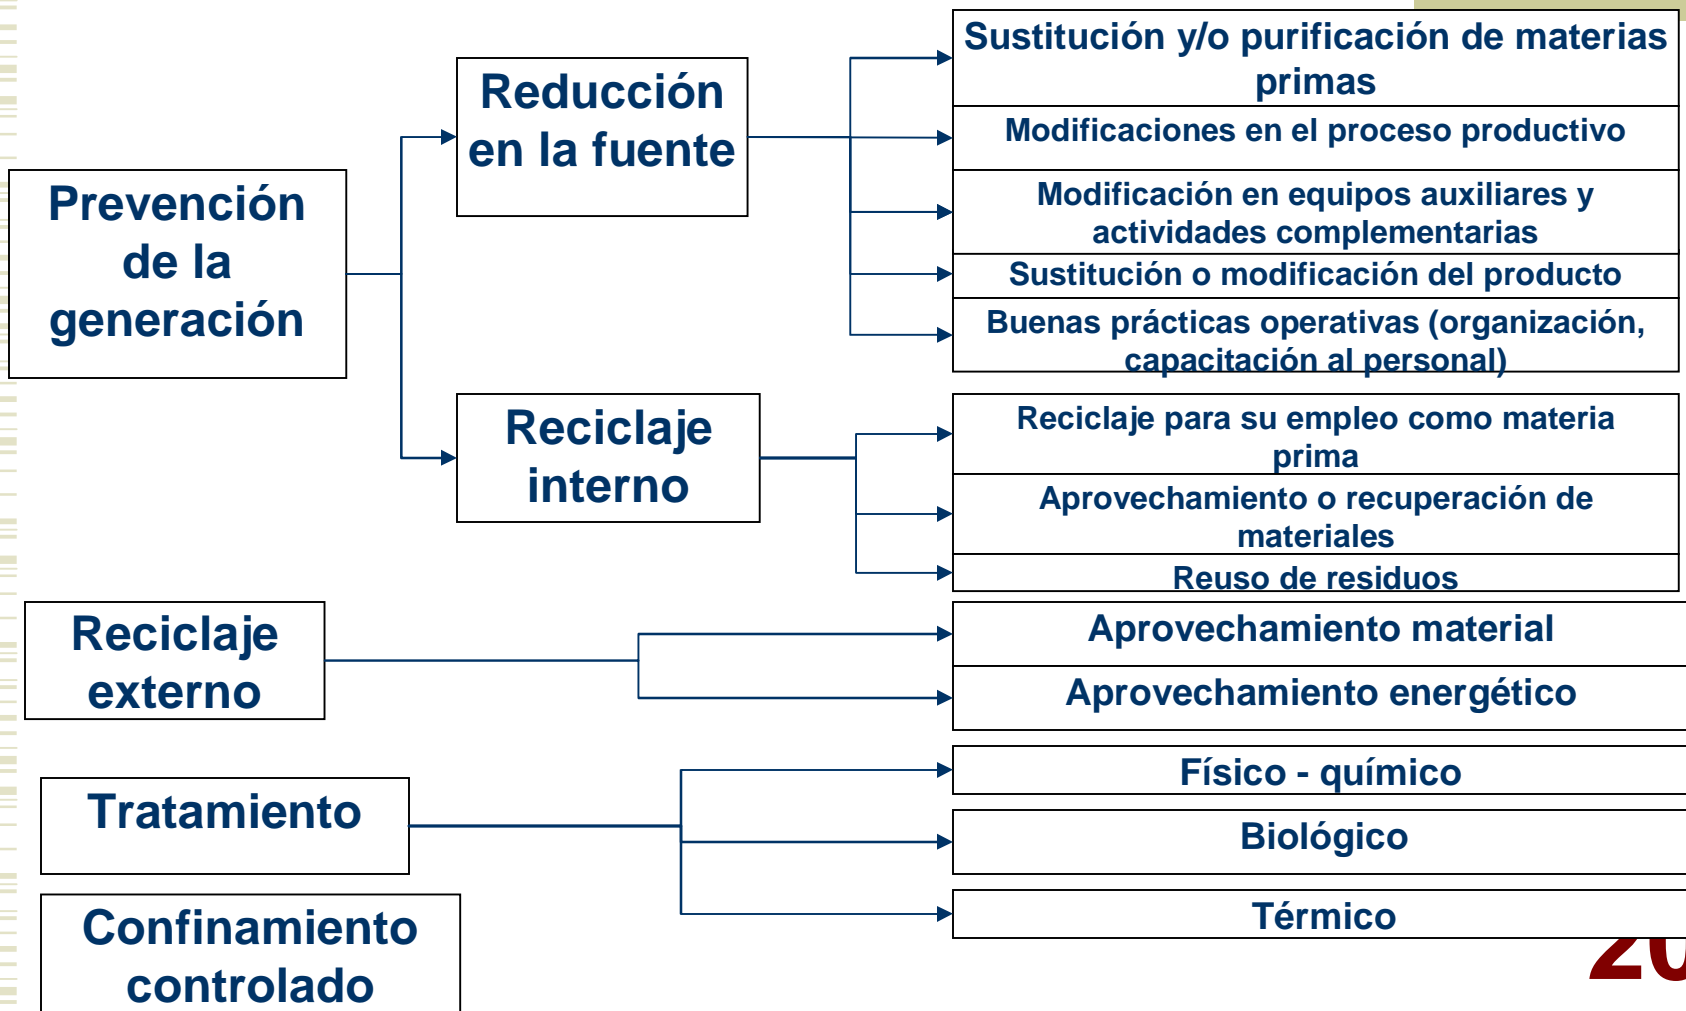 Prevención
de la
generación
Reducción
en la fuente
Sustitución y/o purificación de materias
primas
Modificaciones en el proceso productivo
Modificación en equipos auxiliares y
actividades complementarias
Sustitución o modificación del producto
Buenas prácticas operativas (organización,
capacitación al personal)
Reciclaje
interno
Reciclaje para su empleo como materia
prima
Aprovechamiento o recuperación de
materiales
Reuso de residuos
Reciclaje
externo
Aprovechamiento material
Aprovechamiento energético
Tratamiento
Físico - químico
Biológico
Térmico
Confinamiento
controlado
20